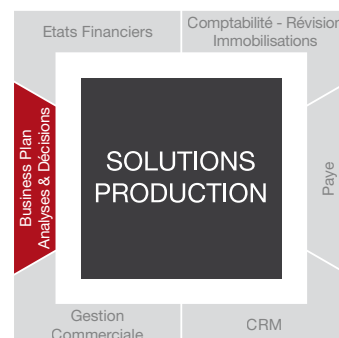 Etats Financiers
Comptabilité - Révision
Immobilisations
Business Plan
Analyses & Décisions
SOLUTIONS
PRODUCTION
Paye
Gestion
Commerciale
CRM